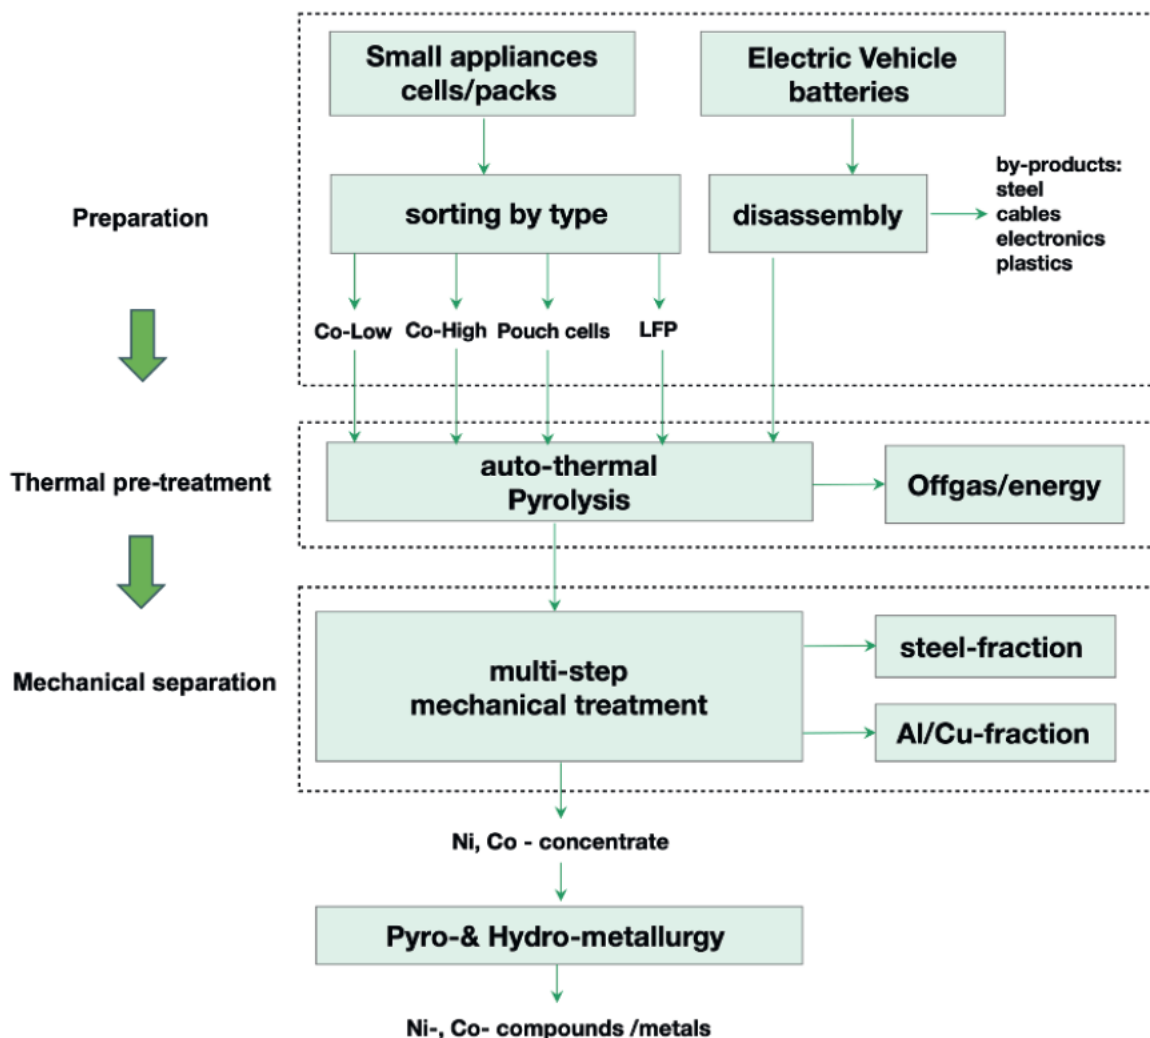 Small appliances
cells/packs
Electric Vehicle
batteries
Preparation
sorting by type
disassembly
by-products:
steel
cables
electronics
plastics
Co-Low
Co-High
Pouch cells
LFP
Thermal pre-treatment
auto-thermal
Pyrolysis
Offgas/energy
Mechanical separation
multi-step
mechanical treatment
steel-fraction
Al/Cu-fraction
Ni, Co - concentrate
Pyro-& Hydro-metallurgy
Ni-, Co- compounds /metals